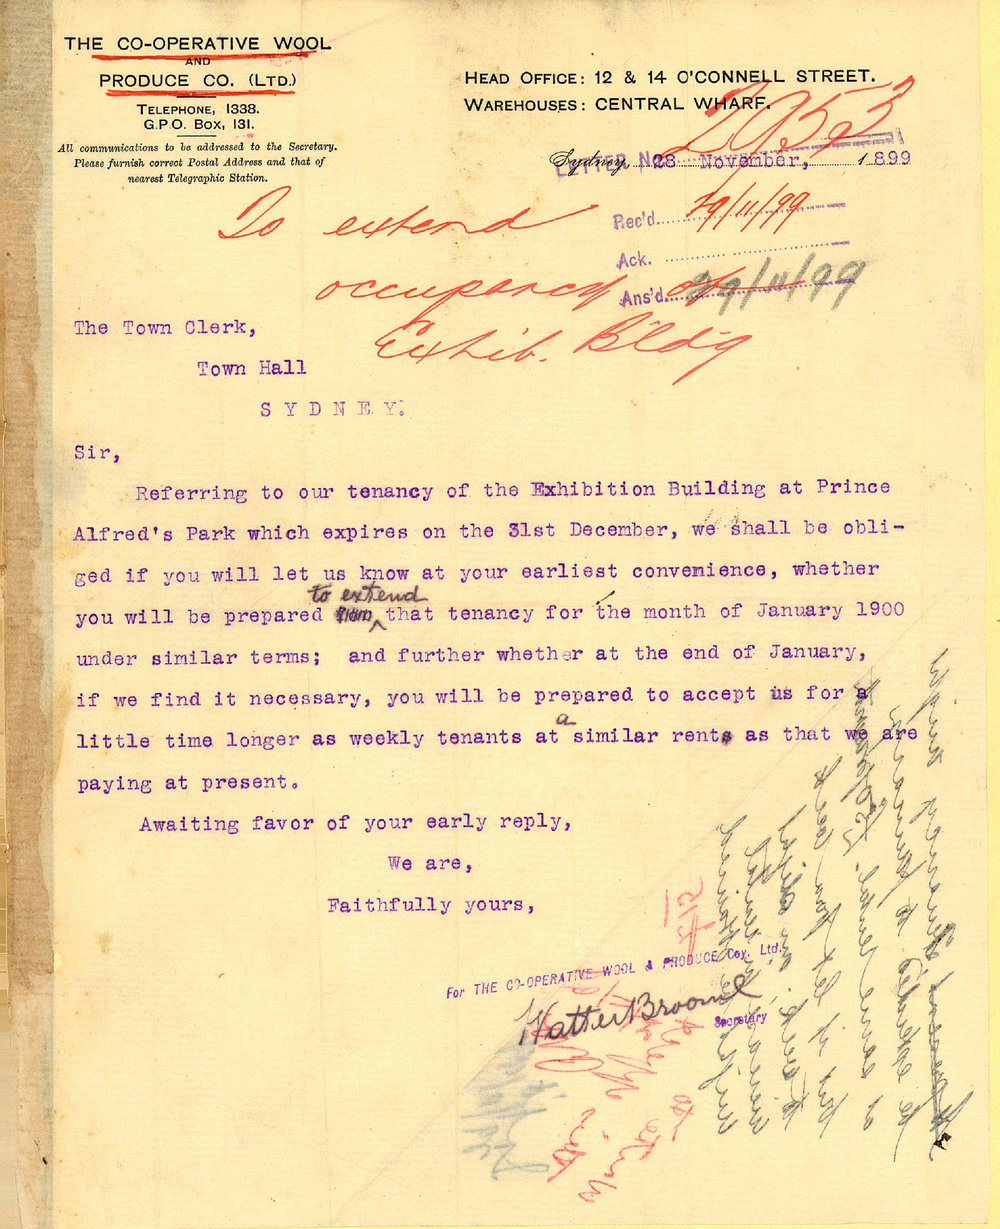 THE CO-OPERATIVE WOOL
AND
PRODUCE CO. (LTD.)
TELEPHONE, 1338.
G.P.O. BOX, 131.
All communications to be addressed to the Secretary.
Please furnish correct Postal Address and that of
nearest Telegraphic Station.
HEAD OFFICE: 12 & 14 O'CONNELL STREET.
WAREHOUSES: CENTRAL WHARF.
2953
LETTER No.
Sydney, 28 November, 1899
Rec'd 29/11/99
Ack.
Ans'd 29/11/99
To extend
occupancy of
Exhib. Bldg
The Town Clerk,
Town Hall
SYDNEY.
Sir,
Referring to our tenancy of the Exhibition Building at Prince
Alfred's Park which expires on the 31st December, we shall be obli-
ged if you will let us know at your earliest convenience, whether
to extend
you will be prepared that tenancy for the month of January 1900
under similar terms; and further whether at the end of January,
if we find it necessary, you will be prepared to accept us for a
little time longer as weekly tenants at a similar rent as that we are
paying at present.
Awaiting favor of your early reply,
We are,
Faithfully yours,
For THE CO-OPERATIVE WOOL & PRODUCE Coy. Ltd.
Secretary